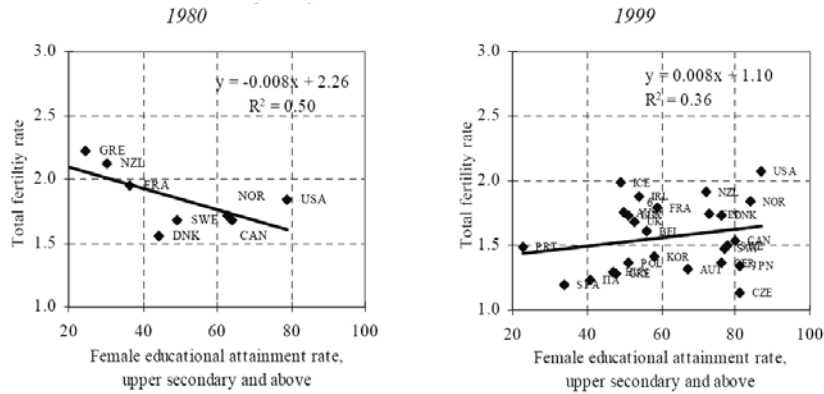 1980
1999
3.0
2.5
2.0
1.5
1.0
Total fertiltiy rate
y = -0.008x + 2.26
R² = 0.50
GRE
NZL
FRA
NOR
USA
SWE
DNK
CAN
20 40 60 80 100
Female educational attainment rate,
upper secondary and above
3.0
2.5
2.0
1.5
1.0
Total fertility rate
y = 0.008x + 1.10
R² = 0.36
USA
ICE
IRL
NZL
NOR
FRA
DNK
UK
BEL
CAN
PRT
KOR
POL
AUT
JPN
GRE
ITA
SPA
CZE
20 40 60 80 100
Female educational attainment rate,
upper secondary and above